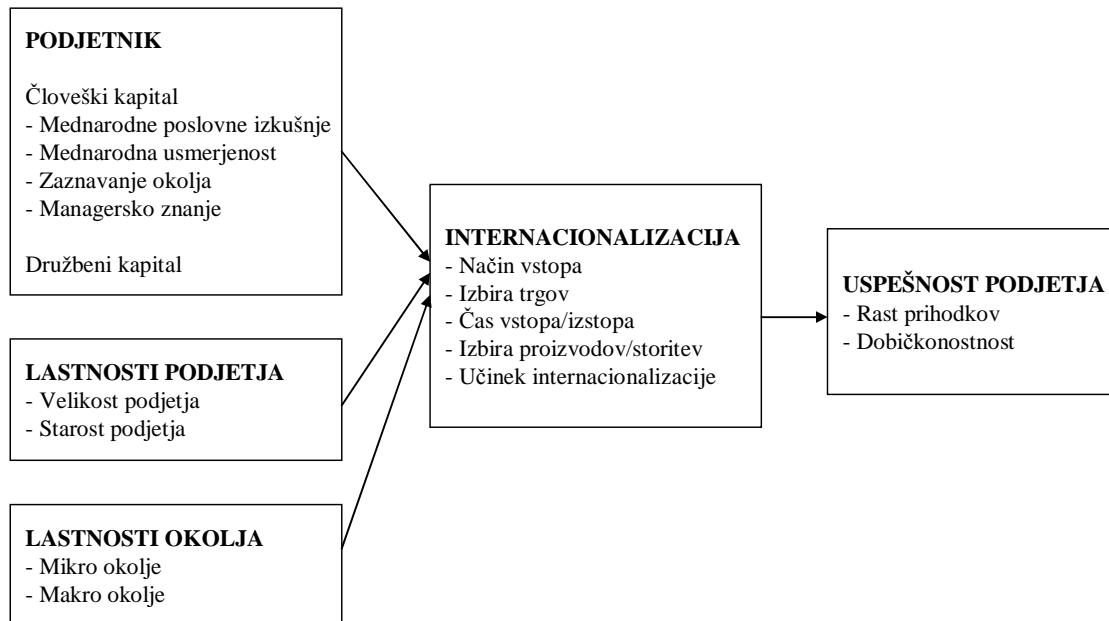 PODJETNIK
Človeški kapital
- Mednarodne poslovne izkušnje
- Mednarodna usmerjenost
- Zaznavanje okolja
- Managersko znanje
Družbeni kapital
LASTNOSTI PODJETJA
- Velikost podjetja
- Starost podjetja
LASTNOSTI OKOLJA
- Mikro okolje
- Makro okolje
INTERNACIONALIZACIJA
- Način vstopa
- Izbira trgov
- Čas vstopa/izstopa
- Izbira proizvodov/storitev
- Učinek internacionalizacije
USPEŠNOST PODJETJA
- Rast prihodkov
- Dobičkonostnost